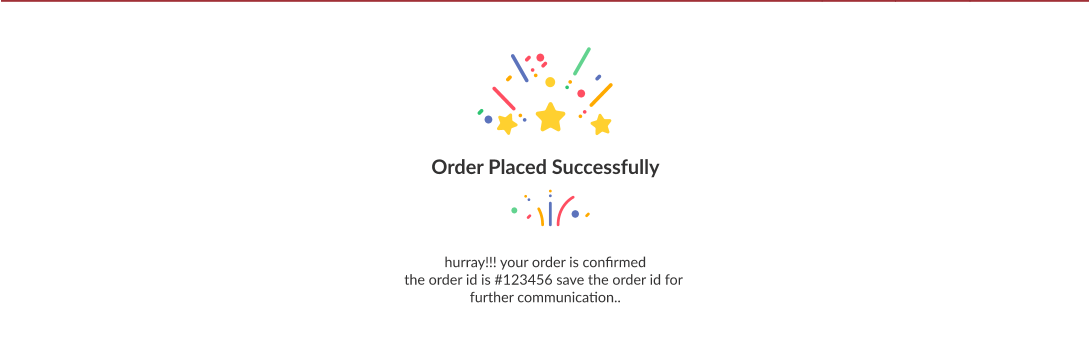 Order Placed Successfully
hurray!!! your order is confirmed
the order id is #123456 save the order id for
further communication..